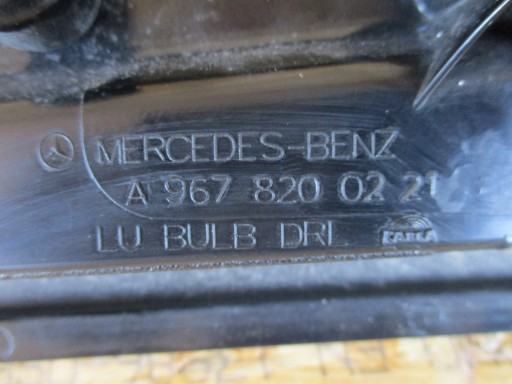 MERCEDES-BENZ
A 967 820 02 21
LU BULB DRL